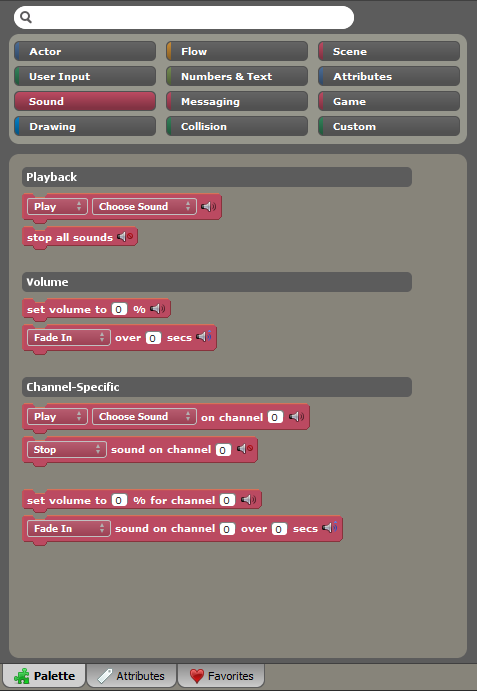 Actor Flow Scene
User Input Numbers & Text Attributes
Sound Messaging Game
Drawing Collision Custom
Playback
Play Choose Sound
stop all sounds
Volume
set volume to 0 %
Fade In over 0 secs
Channel-Specific
Play Choose Sound on channel 0
Stop sound on channel 0
set volume to 0 % for channel 0
Fade In sound on channel 0 over 0 secs
Palette Attributes Favorites